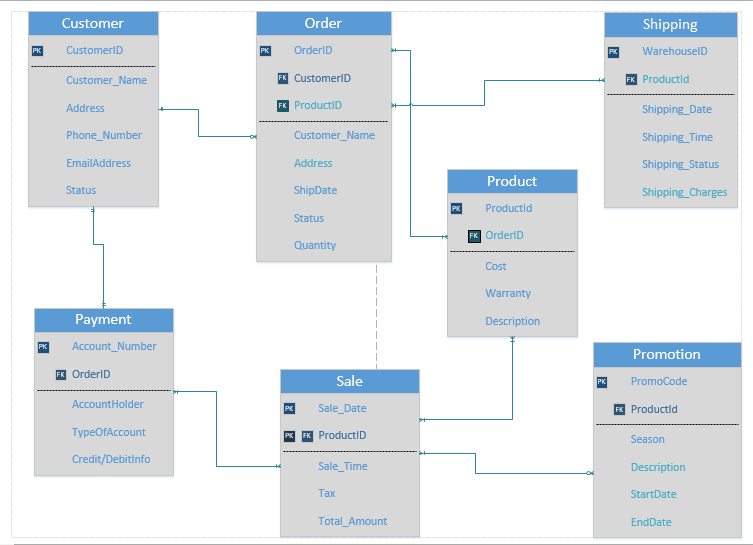 Customer
PK CustomerID
Customer_Name
Address
Phone_Number
EmailAddress
Status
Order
PK OrderID
FK CustomerID
FK ProductID
Customer_Name
Address
ShipDate
Status
Quantity
Shipping
PK WarehouseID
FK ProductId
Shipping_Date
Shipping_Time
Shipping_Status
Shipping_Charges
Product
PK ProductId
FK OrderID
Cost
Warranty
Description
Payment
PK Account_Number
FK OrderID
AccountHolder
TypeOfAccount
Credit/DebitInfo
Sale
PK Sale_Date
PK FK ProductID
Sale_Time
Tax
Total_Amount
Promotion
PK PromoCode
FK ProductId
Season
Description
StartDate
EndDate